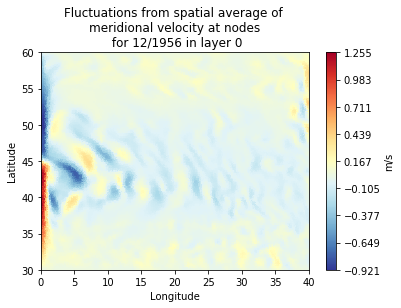 Fluctuations from spatial average of
meridional velocity at nodes
for 12/1956 in layer 0
60
55
50
45
40
35
30
Latitude
0 5 10 15 20 25 30 35 40
Longitude
1.255
0.983
0.711
0.439
0.167
−0.105
−0.377
−0.649
−0.921
m/s